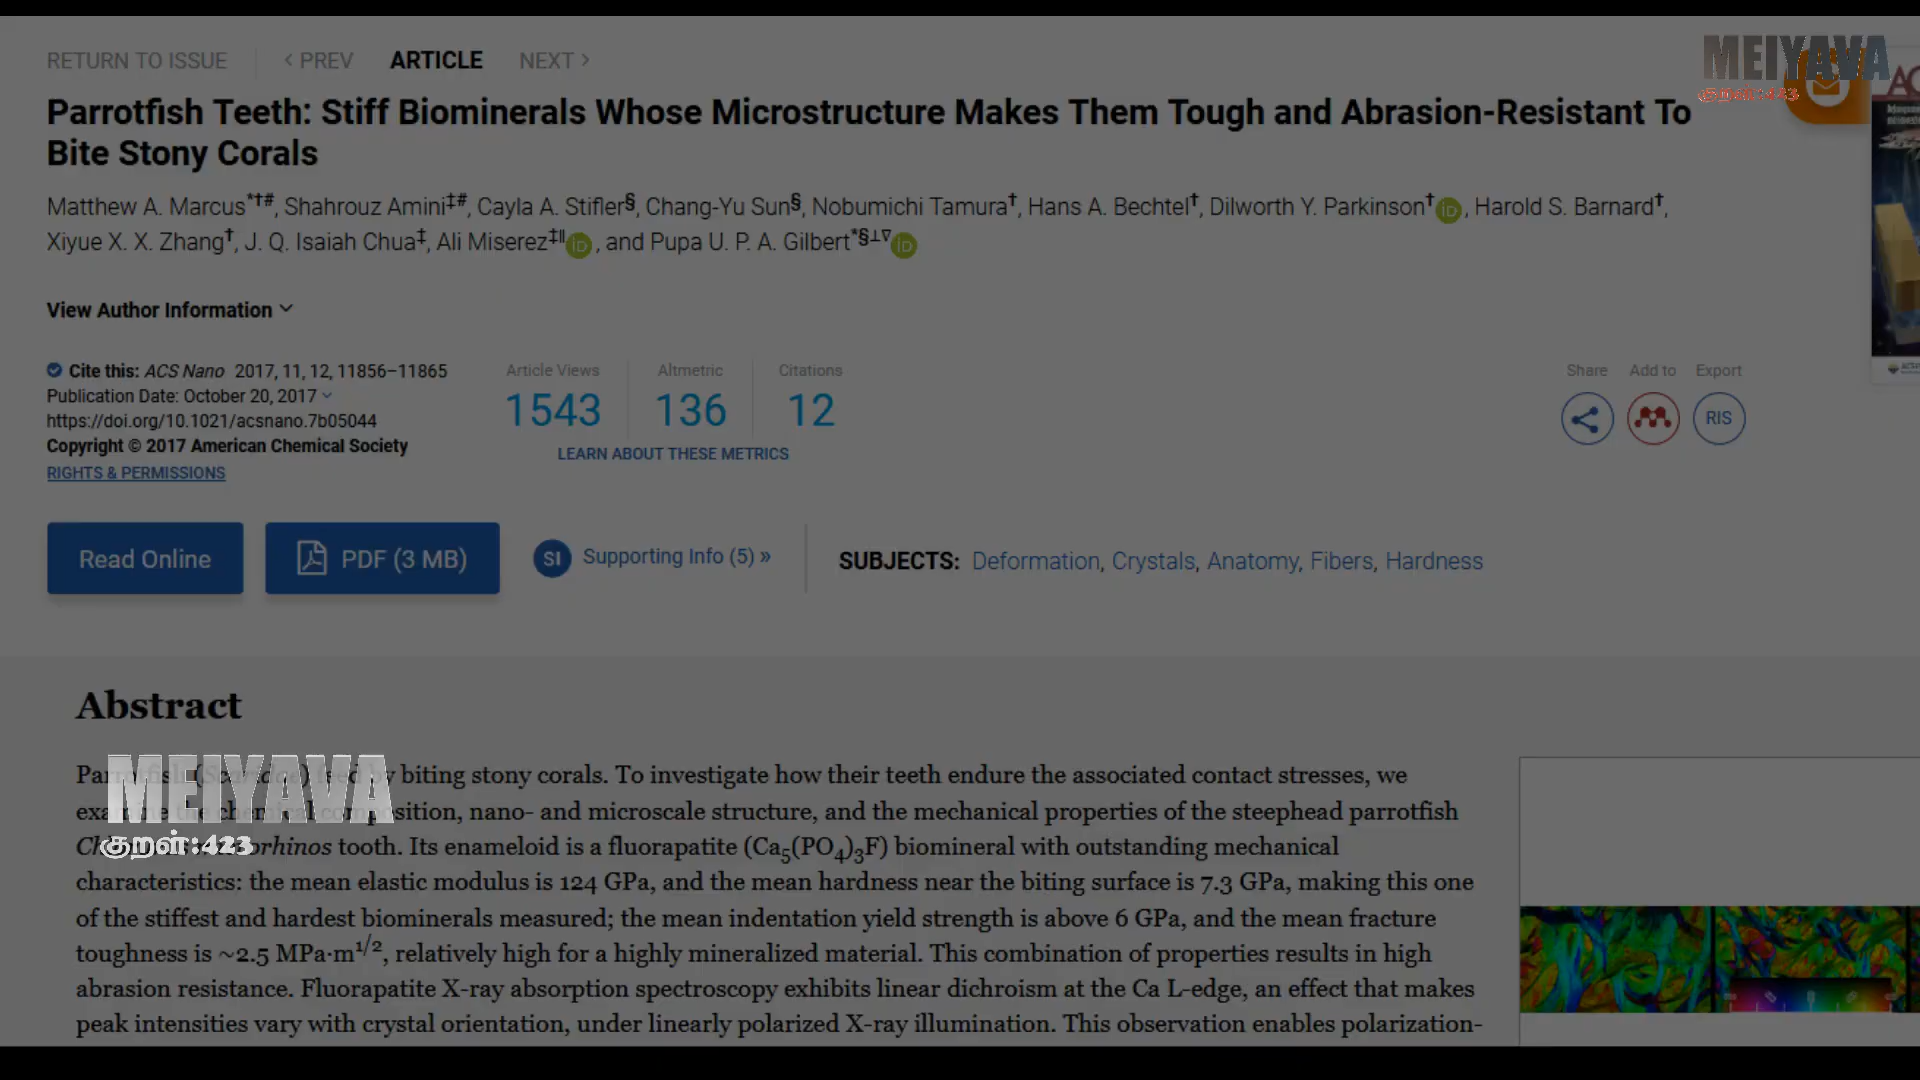 RETURN TO ISSUE < PREV ARTICLE NEXT >
MEIYAVA
குறள்:423
Parrotfish Teeth: Stiff Biominerals Whose Microstructure Makes Them Tough and Abrasion-Resistant To
Bite Stony Corals
Matthew A. Marcus*†#, Shahrouz Amini‡#, Cayla A. Stifler§, Chang-Yu Sun§, Nobumichi Tamura†, Hans A. Bechtel†, Dilworth Y. Parkinson† iD, Harold S. Barnard†,
Xiyue X. X. Zhang†, J. Q. Isaiah Chua‡, Ali Miserez‡∥ iD, and Pupa U. P. A. Gilbert*§⊥∇ iD
View Author Information
Cite this: ACS Nano 2017, 11, 12, 11856–11865
Publication Date: October 20, 2017
https://doi.org/10.1021/acsnano.7b05044
Copyright © 2017 American Chemical Society
RIGHTS & PERMISSIONS
Article Views Altmetric Citations
1543 136 12
LEARN ABOUT THESE METRICS
Share Add to Export
RIS
Read Online PDF (3 MB) SI Supporting Info (5) » SUBJECTS: Deformation, Crystals, Anatomy, Fibers, Hardness
Abstract
MEIYAVA
குறள்:423
by biting stony corals. To investigate how their teeth endure the associated contact stresses, we
chemical composition, nano- and microscale structure, and the mechanical properties of the steephead parrotfish
tooth. Its enameloid is a fluorapatite (Ca5(PO4)3F) biomineral with outstanding mechanical
characteristics: the mean elastic modulus is 124 GPa, and the mean hardness near the biting surface is 7.3 GPa, making this one
of the stiffest and hardest biominerals measured; the mean indentation yield strength is above 6 GPa, and the mean fracture
toughness is ~2.5 MPa·m1/2, relatively high for a highly mineralized material. This combination of properties results in high
abrasion resistance. Fluorapatite X-ray absorption spectroscopy exhibits linear dichroism at the Ca L-edge, an effect that makes
peak intensities vary with crystal orientation, under linearly polarized X-ray illumination. This observation enables polarization-